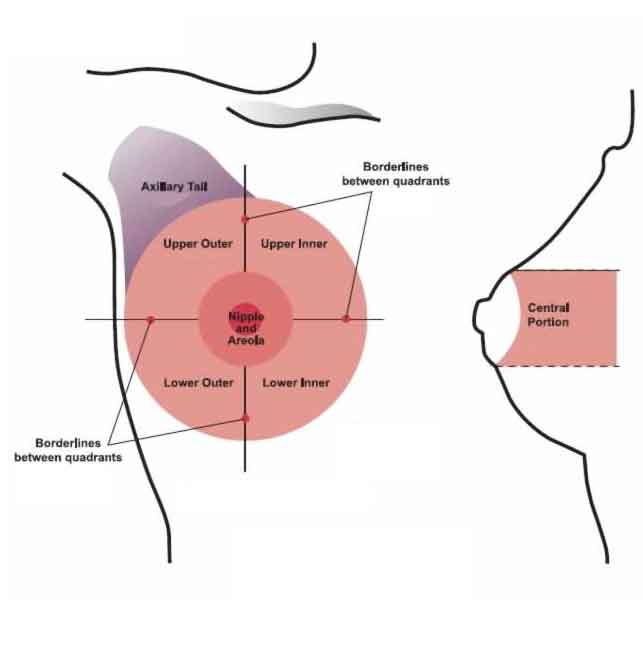 Axillary Tail
Borderlines
between quadrants
Upper Outer
Upper Inner
Nipple
and
Areola
Central
Portion
Lower Outer
Lower Inner
Borderlines
between quadrants